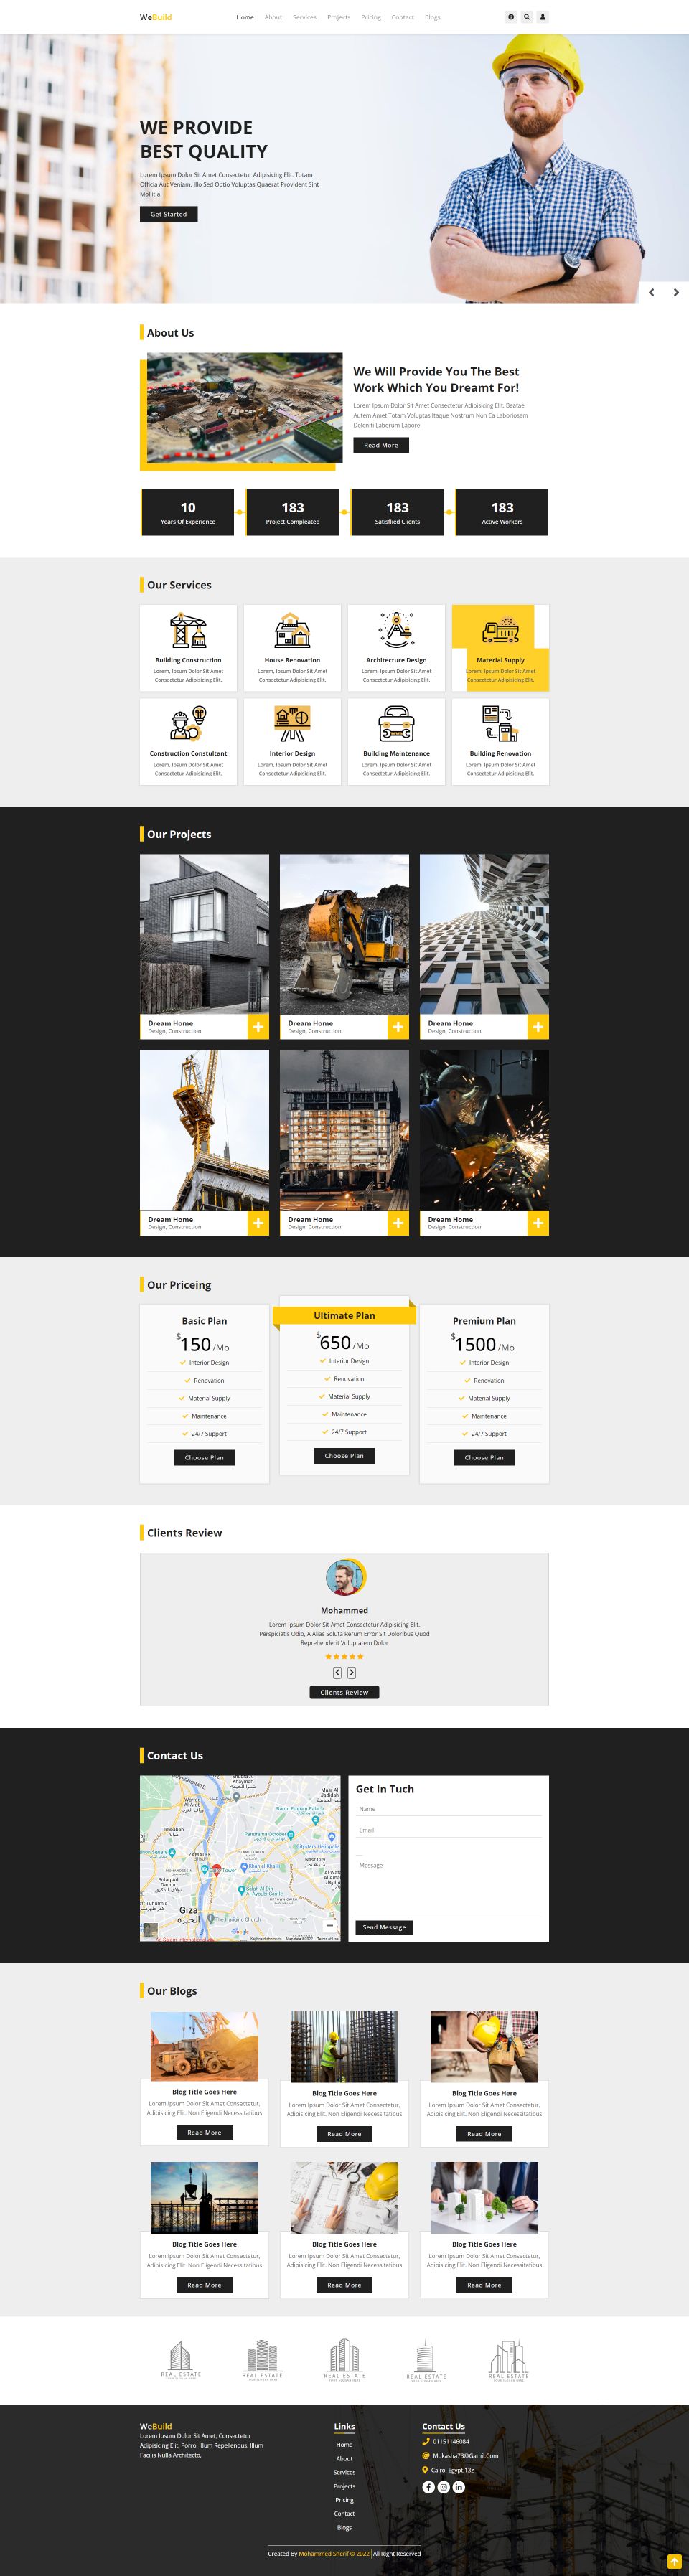 WeBuild
Home About Services Projects Pricing Contact Blogs
WE PROVIDE
BEST QUALITY
Lorem Ipsum Dolor Sit Amet Consectetur Adipisicing Elit. Totam
Officia Aut Veniam, Illo Sed Optio Voluptas Quaerat Provident Sint
Mollitia.
Get Started
About Us
We Will Provide You The Best
Work Which You Dreamt For!
Lorem Ipsum Dolor Sit Amet Consectetur Adipisicing Elit. Beatae
Autem Amet Totam Voluptas Itaque Nostrum Non Ea Laboriosam
Deleniti Laborum Labore
Read More
10 183 183 183
Years Of Experience Project Compleated Satisfied Clients Active Workers
Our Services
Building Construction House Renovation Architecture Design Material Supply
Lorem, Ipsum Dolor Sit Amet Lorem, Ipsum Dolor Sit Amet Lorem, Ipsum Dolor Sit Amet Lorem, Ipsum Dolor Sit Amet
Consectetur Adipisicing Elit. Consectetur Adipisicing Elit. Consectetur Adipisicing Elit. Consectetur Adipisicing Elit.
Construction Constultant Interior Design Building Maintenance Building Renovation
Lorem, Ipsum Dolor Sit Amet Lorem, Ipsum Dolor Sit Amet Lorem, Ipsum Dolor Sit Amet Lorem, Ipsum Dolor Sit Amet
Consectetur Adipisicing Elit. Consectetur Adipisicing Elit. Consectetur Adipisicing Elit. Consectetur Adipisicing Elit.
Our Projects
Dream Home Dream Home Dream Home
Design, Construction Design, Construction Design, Construction
Dream Home Dream Home Dream Home
Design, Construction Design, Construction Design, Construction
Our Priceing
Basic Plan
$150 /Mo
Interior Design
Renovation
Material Supply
Maintenance
24/7 Support
Choose Plan
Ultimate Plan
$650 /Mo
Interior Design
Renovation
Material Supply
Maintenance
24/7 Support
Choose Plan
Premium Plan
$1500 /Mo
Interior Design
Renovation
Material Supply
Maintenance
24/7 Support
Choose Plan
Clients Review
Mohammed
Lorem Ipsum Dolor Sit Amet Consectetur Adipisicing Elit.
Perspiciatis Odio, A Alias Soluta Rerum Error Sit Doloribus Quod
Reprehenderit Voluptatem Dolor
Clients Review
Contact Us
Imbaba
ZAMALEK
Nasr City
Giza
الجيزة
Google
Get In Tuch
Name
Email
Message
Send Message
Our Blogs
Blog Title Goes Here Blog Title Goes Here Blog Title Goes Here
Lorem Ipsum Dolor Sit Amet Consectetur, Lorem Ipsum Dolor Sit Amet Consectetur, Lorem Ipsum Dolor Sit Amet Consectetur,
Adipisicing Elit. Non Eligendi Necessitatibus Adipisicing Elit. Non Eligendi Necessitatibus Adipisicing Elit. Non Eligendi Necessitatibus
Read More Read More Read More
Blog Title Goes Here Blog Title Goes Here Blog Title Goes Here
Lorem Ipsum Dolor Sit Amet Consectetur, Lorem Ipsum Dolor Sit Amet Consectetur, Lorem Ipsum Dolor Sit Amet Consectetur,
Adipisicing Elit. Non Eligendi Necessitatibus Adipisicing Elit. Non Eligendi Necessitatibus Adipisicing Elit. Non Eligendi Necessitatibus
Read More Read More Read More
REAL ESTATE REAL ESTATE REAL ESTATE REAL ESTATE REAL ESTATE
WeBuild
Lorem Ipsum Dolor Sit Amet, Consectetur
Adipisicing Elit. Porro, Illum Repellendus. Illum
Facilis Nulla Architecto,
Links
Home
About
Services
Projects
Pricing
Contact
Blogs
Contact Us
01151146084
Mokasha73@Gamil.Com
Cairo, Egypt,13z
Created By Mohammed Sherif © 2022 | All Right Reserved